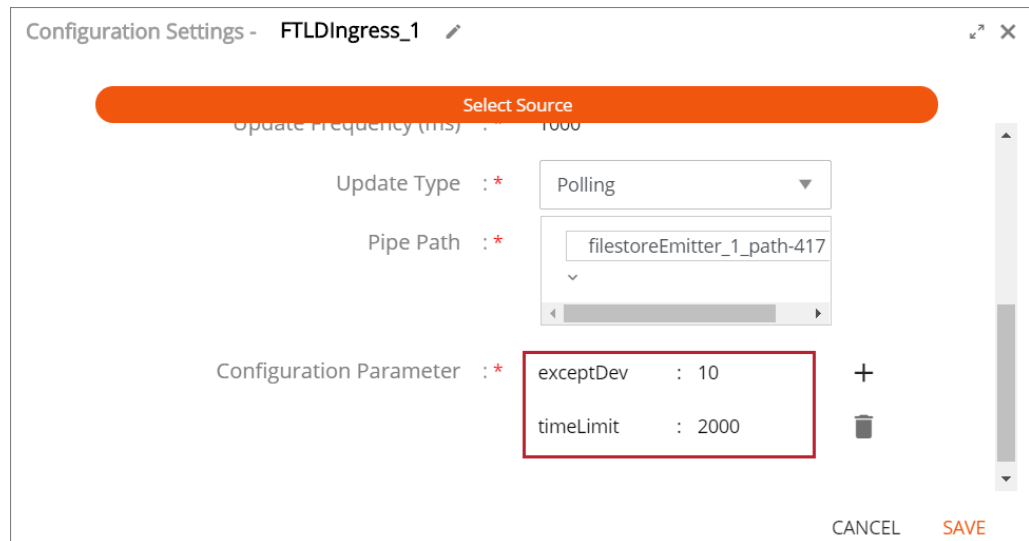 Configuration Settings - FTLDIngress_1
Select Source
Update Frequency (ms) : * 1000
Update Type : * Polling
Pipe Path : * filestoreEmitter_1_path-417
Configuration Parameter : * exceptDev : 10
timeLimit : 2000
CANCEL SAVE